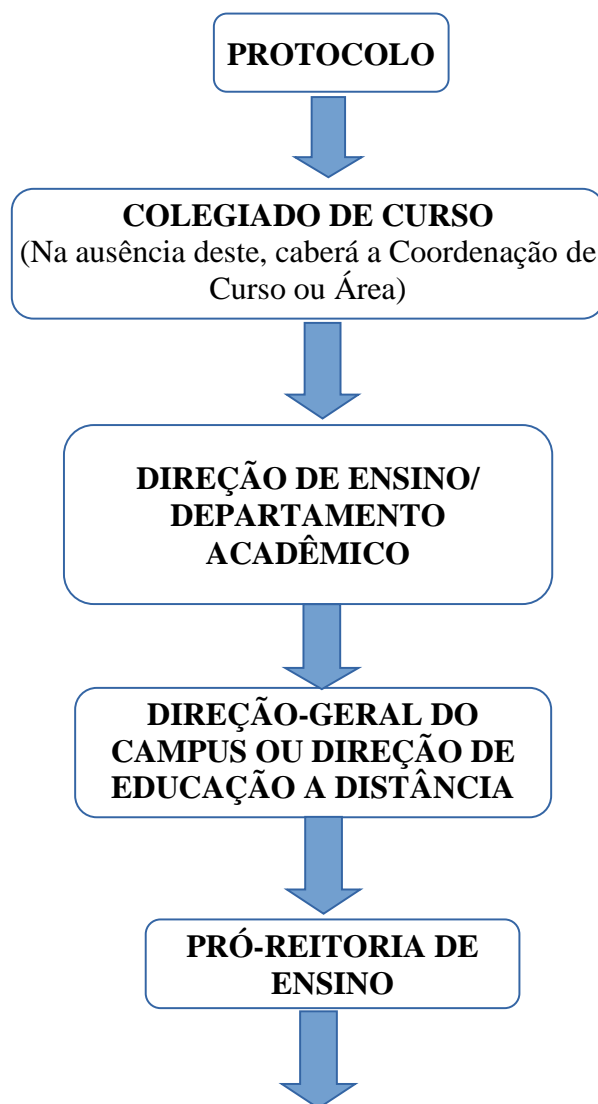 PROTOCOLO
COLEGIADO DE CURSO
(Na ausência deste, caberá a Coordenação de
Curso ou Área)
DIREÇÃO DE ENSINO/
DEPARTAMENTO
ACADÊMICO
DIREÇÃO-GERAL DO
CAMPUS OU DIREÇÃO DE
EDUCAÇÃO A DISTÂNCIA
PRÓ-REITORIA DE
ENSINO